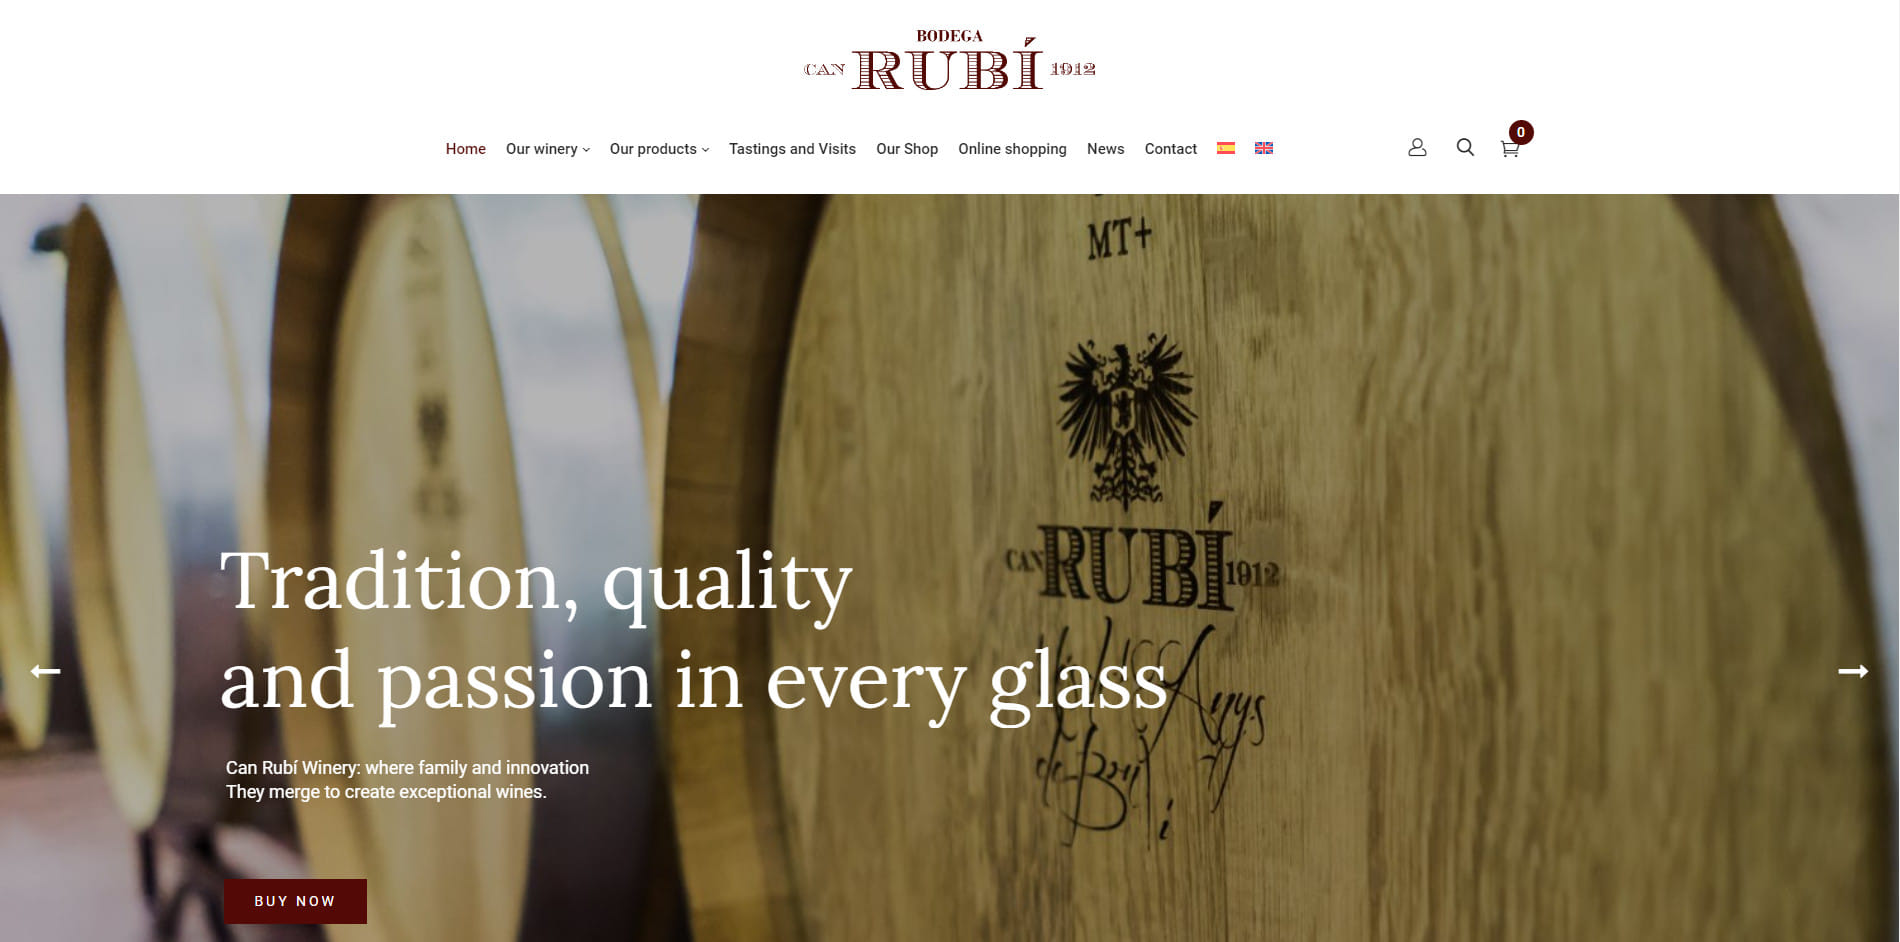 BODEGA
CAN RUBÍ 1912
Home Our winery Our products Tastings and Visits Our Shop Online shopping News Contact
0
MT+
CAN RUBÍ 1912
Tradition, quality
and passion in every glass
Can Rubí Winery: where family and innovation
They merge to create exceptional wines.
BUY NOW